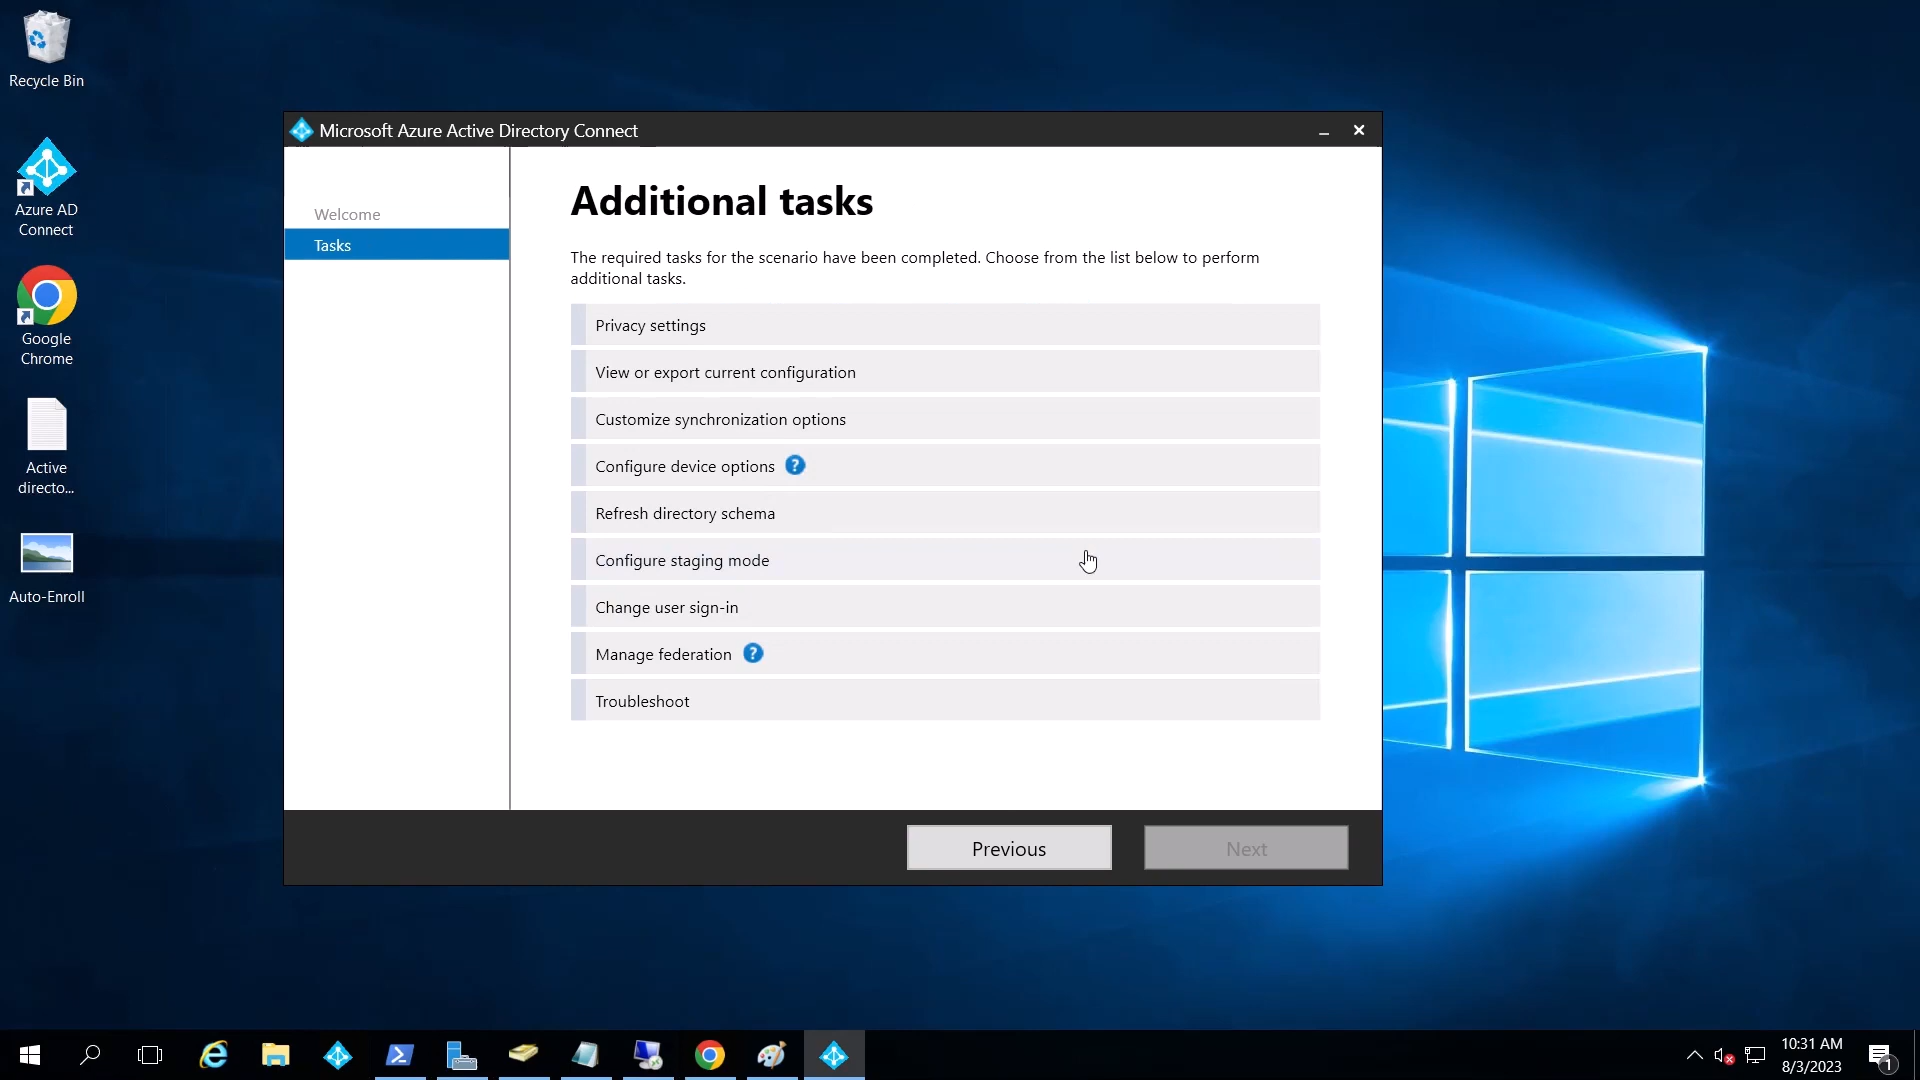 Recycle Bin
Azure AD
Connect
Google
Chrome
Active
directo...
Auto-Enroll
Microsoft Azure Active Directory Connect
Welcome
Tasks
Additional tasks
The required tasks for the scenario have been completed. Choose from the list below to perform
additional tasks.
Privacy settings
View or export current configuration
Customize synchronization options
Configure device options ?
Refresh directory schema
Configure staging mode
Change user sign-in
Manage federation ?
Troubleshoot
Previous
Next
10:31 AM
8/3/2023
1